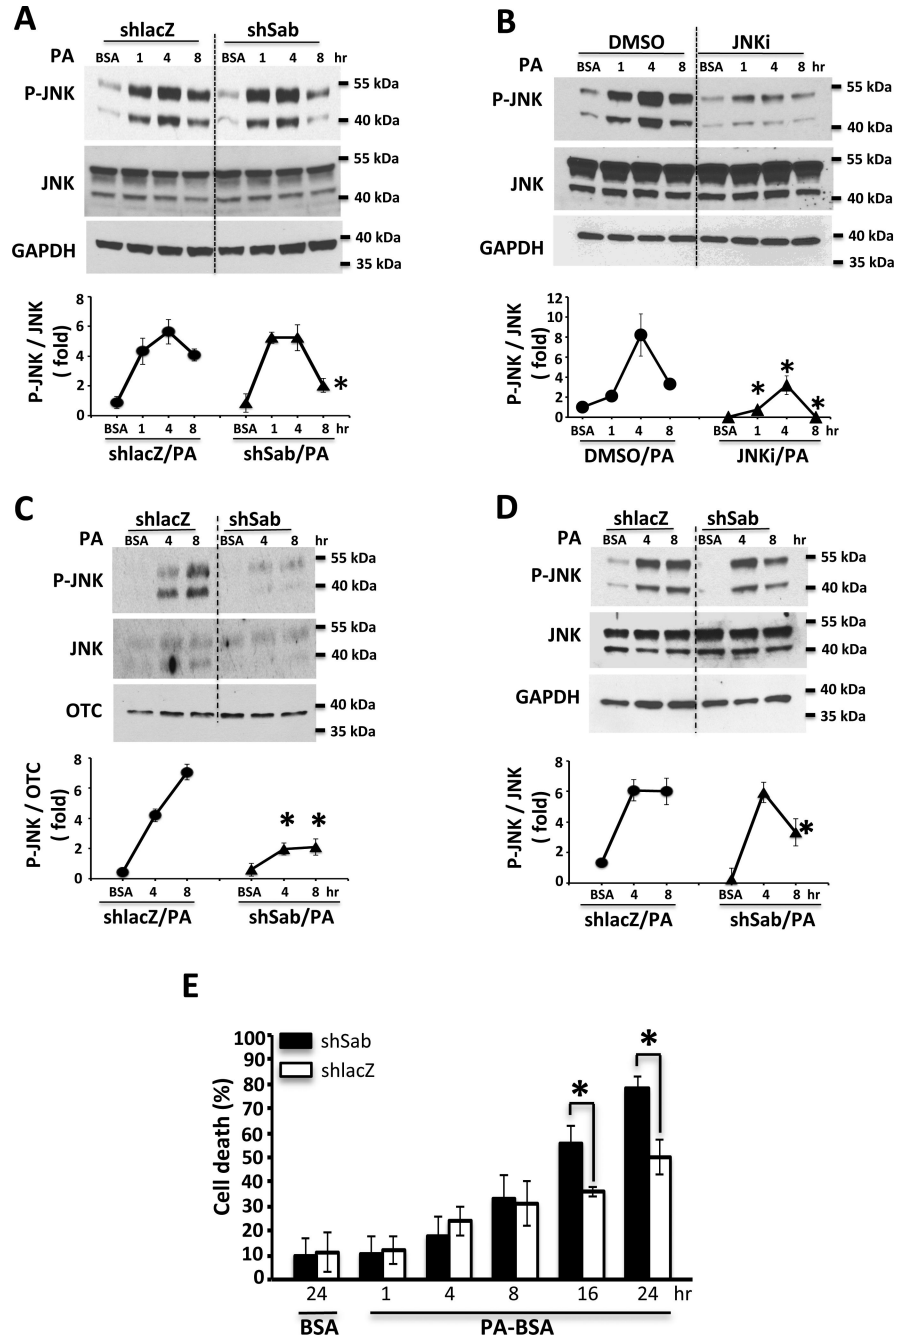 A
shlacZ shSab
PA BSA 1 4 8 BSA 1 4 8 hr
P-JNK
55 kDa
40 kDa
JNK
55 kDa
40 kDa
GAPDH
40 kDa
35 kDa
P-JNK / JNK
( fold)
8
6
4
2
0
*
BSA 1 4 8 BSA 1 4 8 hr
shlacZ/PA shSab/PA
B
DMSO JNKi
PA BSA 1 4 8 BSA 1 4 8 hr
P-JNK
55 kDa
40 kDa
JNK
55 kDa
40 kDa
GAPDH
40 kDa
35 kDa
P-JNK / JNK
( fold)
12
10
8
6
4
2
0
* * *
BSA 1 4 8 BSA 1 4 8 hr
DMSO/PA JNKi/PA
C
shlacZ shSab
PA BSA 4 8 BSA 4 8 hr
P-JNK
55 kDa
40 kDa
JNK
55 kDa
40 kDa
OTC
40 kDa
35 kDa
P-JNK / OTC
( fold)
8
6
4
2
0
* *
BSA 4 8 BSA 4 8 hr
shlacZ/PA shSab/PA
D
shlacZ shSab
PA BSA 4 8 BSA 4 8 hr
P-JNK
55 kDa
40 kDa
JNK
55 kDa
40 kDa
GAPDH
40 kDa
35 kDa
P-JNK / JNK
( fold)
8
6
4
2
0
*
BSA 4 8 BSA 4 8 hr
shlacZ/PA shSab/PA
E
Cell death (%)
100
90
80
70
60
50
40
30
20
10
0
shSab
shlacZ
* *
24 1 4 8 16 24 hr
BSA PA-BSA